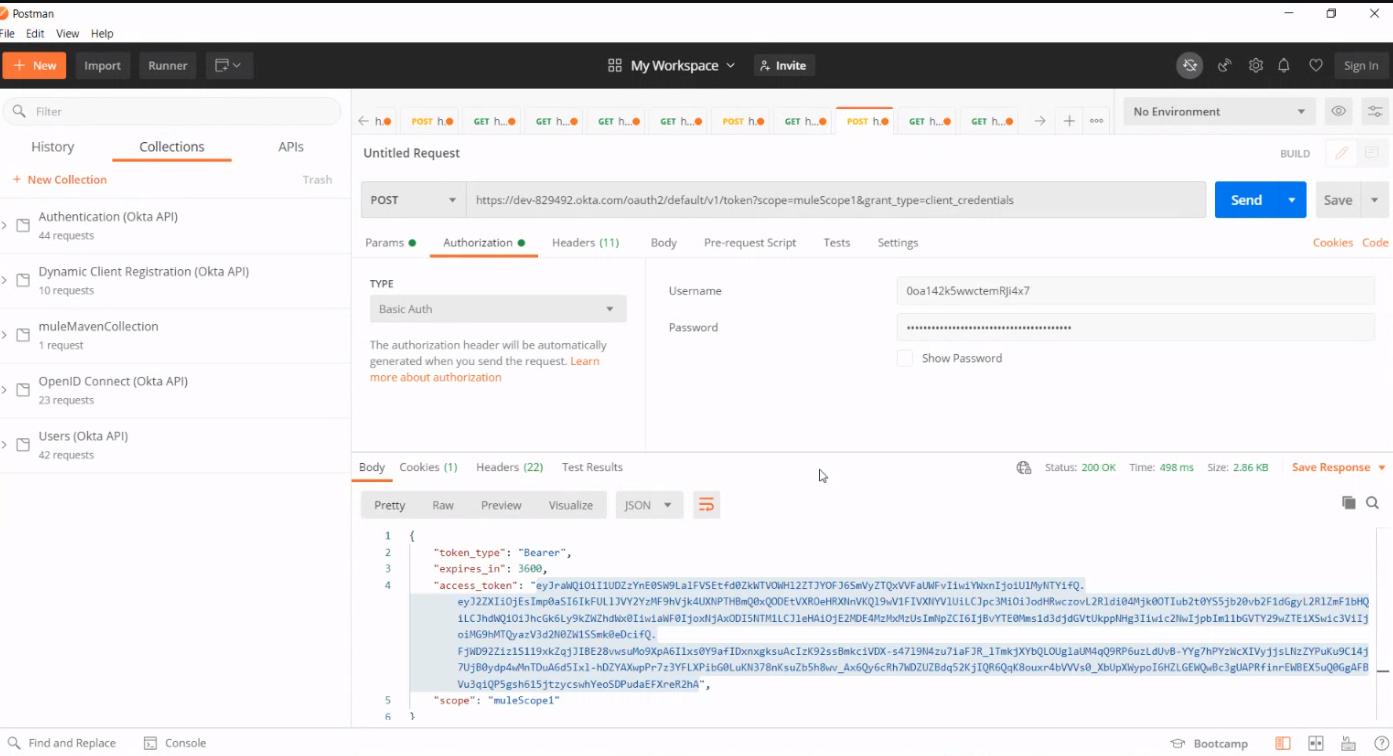 Postman
File Edit View Help
+ New Import Runner My Workspace Invite Sign In
Filter
h. POST h. GET h... GET h... GET h... GET h... POST h. GET h... POST h. GET h... GET h... No Environment
History Collections APIs
Untitled Request BUILD
+ New Collection Trash
POST https://dev-829492.okta.com/oauth2/default/v1/token?scope=muleScope1&grant_type=client_credentials Send Save
Authentication (Okta API)
44 requests
Params Authorization Headers (11) Body Pre-request Script Tests Settings Cookies Code
Dynamic Client Registration (Okta API)
10 requests
TYPE
Basic Auth
Username 0oa142k5wwctemRJi4x7
Password ••••••••••••••••••••••••••••••••••••••••
muleMavenCollection
1 request
The authorization header will be automatically
generated when you send the request. Learn
more about authorization
Show Password
OpenID Connect (Okta API)
23 requests
Users (Okta API)
42 requests
Body Cookies (1) Headers (22) Test Results Status: 200 OK Time: 498 ms Size: 2.86 KB Save Response
Pretty Raw Preview Visualize JSON
1 {
2 "token_type": "Bearer",
3 "expires_in": 3600,
4 "access_token":
5 "scope": "muleScope1"
6 }
Find and Replace Console Bootcamp